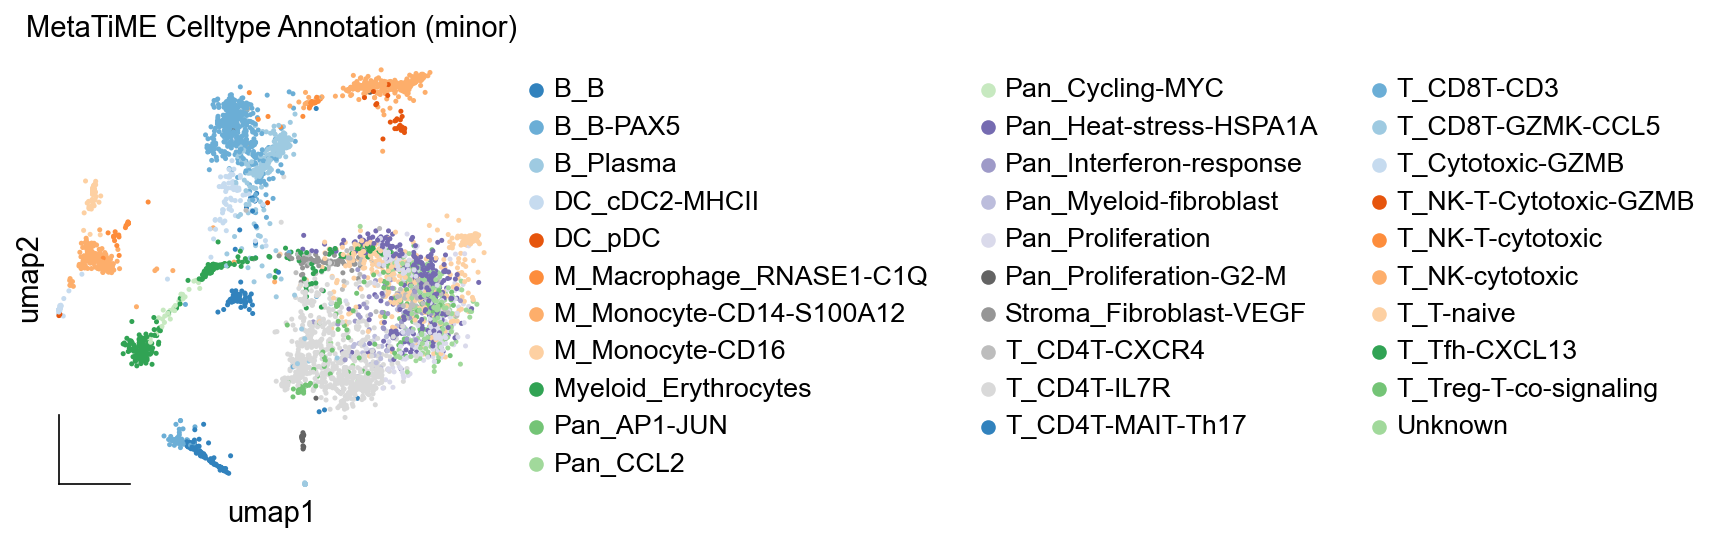 MetaTiME Celltype Annotation (minor)
B_B
B_B-PAX5
B_Plasma
DC_cDC2-MHCII
DC_pDC
M_Macrophage_RNASE1-C1Q
M_Monocyte-CD14-S100A12
M_Monocyte-CD16
Myeloid_Erythrocytes
Pan_AP1-JUN
Pan_CCL2
Pan_Cycling-MYC
Pan_Heat-stress-HSPA1A
Pan_Interferon-response
Pan_Myeloid-fibroblast
Pan_Proliferation
Pan_Proliferation-G2-M
Stroma_Fibroblast-VEGF
T_CD4T-CXCR4
T_CD4T-IL7R
T_CD4T-MAIT-Th17
T_CD8T-CD3
T_CD8T-GZMK-CCL5
T_Cytotoxic-GZMB
T_NK-T-Cytotoxic-GZMB
T_NK-T-cytotoxic
T_NK-cytotoxic
T_T-naive
T_Tfh-CXCL13
T_Treg-T-co-signaling
Unknown
umap2
umap1